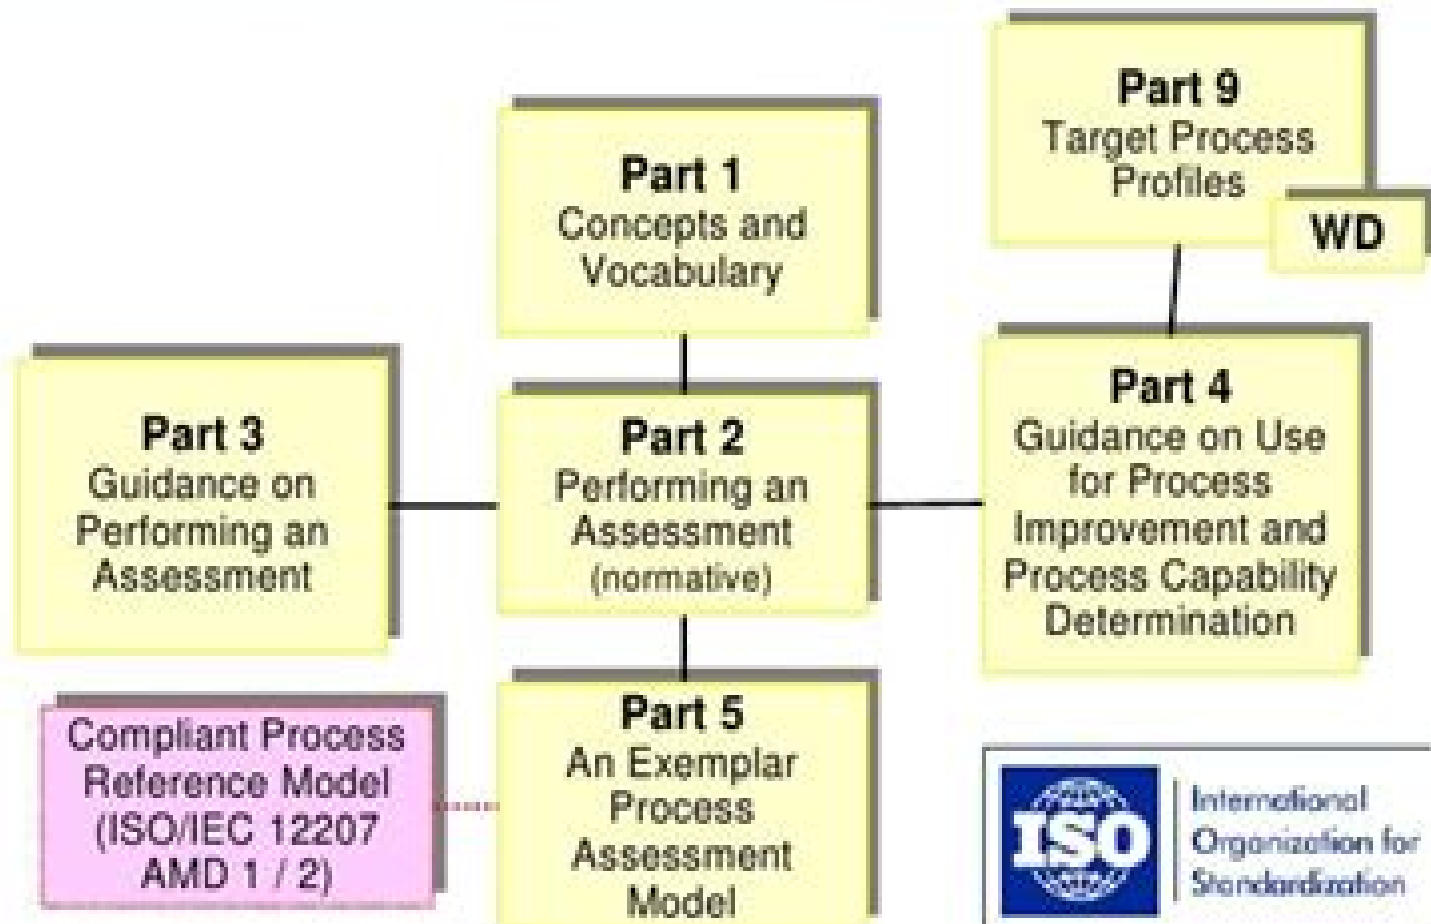 Part 9
Target Process
Profiles
WD
Part 1
Concepts and
Vocabulary
Part 3
Guidance on
Performing an
Assessment
Part 2
Performing an
Assessment
(normative)
Part 4
Guidance on Use
for Process
Improvement and
Process Capability
Determination
Compliant Process
Reference Model
(ISO/IEC 12207
AMD 1 / 2)
Part 5
An Exemplar
Process
Assessment
Model
ISO
International
Organization for
Standardization